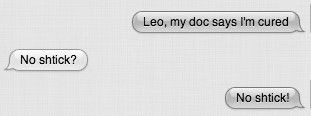 Leo, my doc says I'm cured
No shtick?
No shtick!